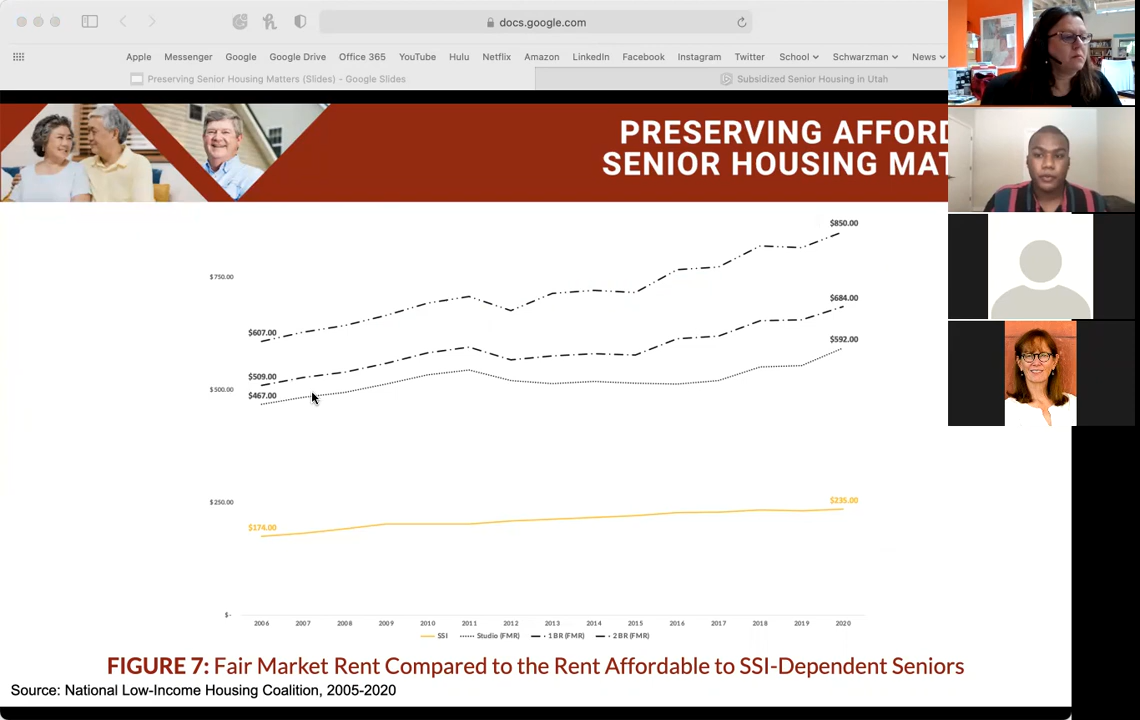 docs.google.com
Apple Messenger Google Google Drive Office 365 YouTube Hulu Netflix Amazon LinkedIn Facebook Instagram Twitter School Schwarzman News
Preserving Senior Housing Matters (Slides) - Google Slides
Subsidized Senior Housing in Utah
PRESERVING AFFORD
SENIOR HOUSING MAT
$850.00
$750.00
$684.00
$607.00
$592.00
$509.00
$500.00
$467.00
$250.00
$235.00
$174.00
$-
2006 2007 2008 2009 2010 2011 2012 2013 2014 2015 2016 2017 2018 2019 2020
SSI Studio (FMR) 1 BR (FMR) 2 BR (FMR)
FIGURE 7: Fair Market Rent Compared to the Rent Affordable to SSI-Dependent Seniors
Source: National Low-Income Housing Coalition, 2005-2020